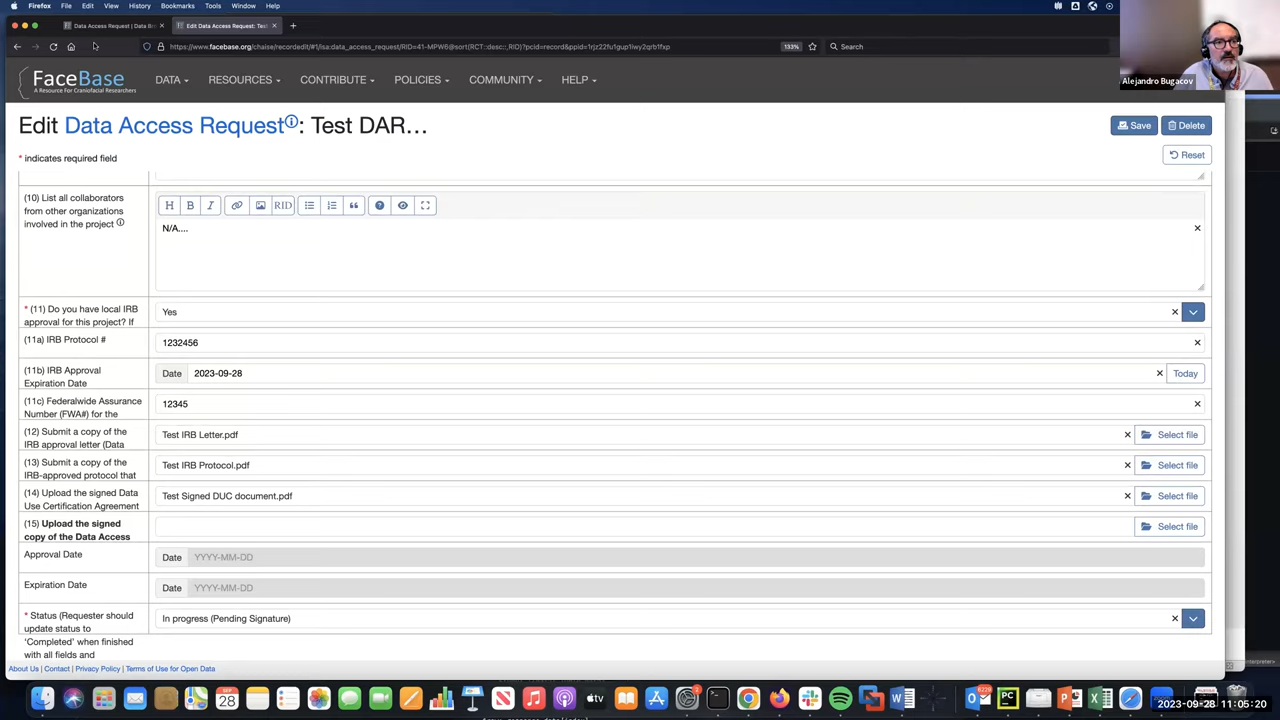 Firefox File Edit View History Bookmarks Tools Window Help
Data Access Request | Data Br
Edit Data Access Request: Tes
https://www.facebase.org/chaise/recordedit/#1/isa:data_access_request/RID=41-MPW6@sort(RCT::desc::,RID)?pcid=record&ppid=1rjz22fu1gup1iwy2qrb1fxp
133%
Search
Alejandro Bugacov
FaceBase
A Resource For Craniofacial Researchers
DATA RESOURCES CONTRIBUTE POLICIES COMMUNITY HELP
Edit Data Access Request: Test DAR…
Save Delete
* indicates required field
Reset
(10) List all collaborators
from other organizations
involved in the project
H B I RID
N/A....
* (11) Do you have local IRB
approval for this project? If
Yes
(11a) IRB Protocol #
1232456
(11b) IRB Approval
Expiration Date
Date 2023-09-28 Today
(11c) Federalwide Assurance
Number (FWA#) for the
12345
(12) Submit a copy of the
IRB approval letter (Data
Test IRB Letter.pdf Select file
(13) Submit a copy of the
IRB-approved protocol that
Test IRB Protocol.pdf Select file
(14) Upload the signed Data
Use Certification Agreement
Test Signed DUC document.pdf Select file
(15) Upload the signed
copy of the Data Access
Select file
Approval Date
Date YYYY-MM-DD
Expiration Date
Date YYYY-MM-DD
* Status (Requester should
update status to
'Completed' when finished
with all fields and
In progress (Pending Signature)
About Us | Contact | Privacy Policy | Terms of Use for Open Data
SEP
28
tv
PC
2023-09-28 11:05:20